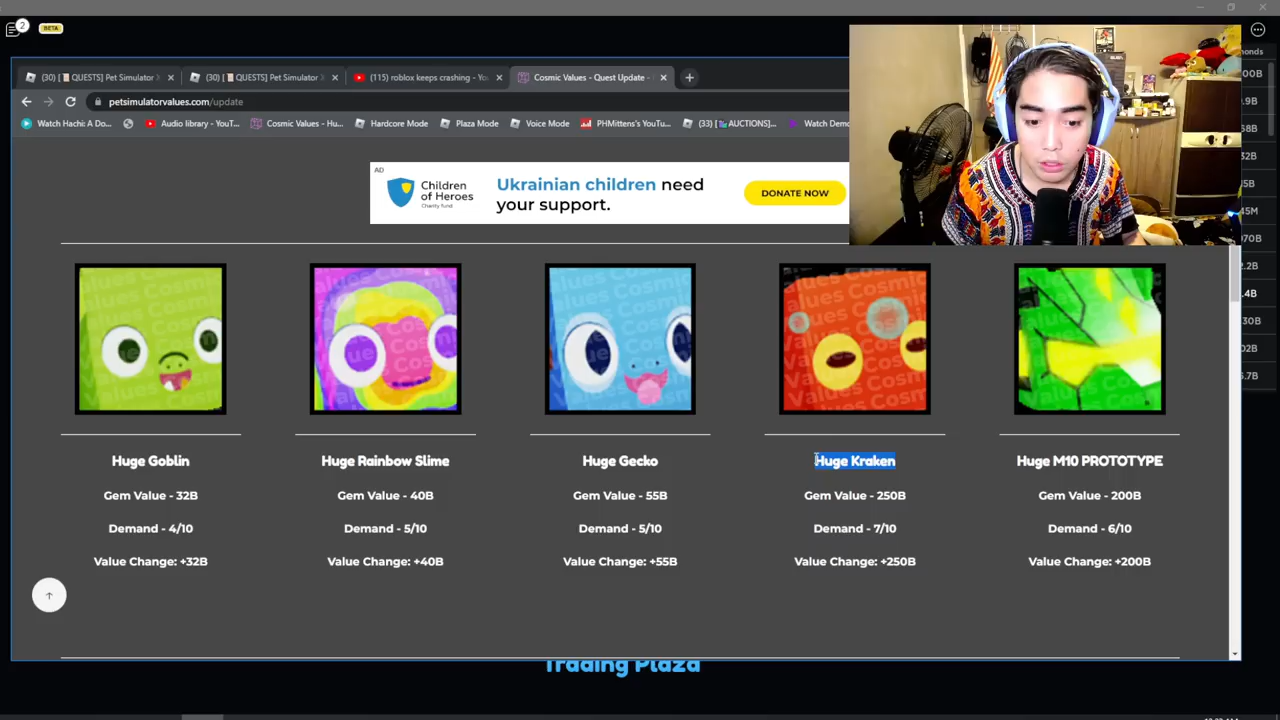 2
BETA
(30) [📜QUESTS] Pet Simulator X
(30) [📜QUESTS] Pet Simulator X
(115) roblox keeps crashing - Yo
Cosmic Values - Quest Update -
petsimulatorvalues.com/update
Watch Hachi: A Do...
Audio library - YouT...
Cosmic Values - Hu...
Hardcore Mode
Plaza Mode
Voice Mode
PHMittens's YouTu...
(33) [🐌AUCTIONS]...
Watch Demo
AD
Children of Heroes
Charity fund
Ukrainian children need
your support.
DONATE NOW
Huge Goblin
Huge Rainbow Slime
Huge Gecko
Huge Kraken
Huge M10 PROTOTYPE
Gem Value - 32B
Gem Value - 40B
Gem Value - 55B
Gem Value - 250B
Gem Value - 200B
Demand - 4/10
Demand - 5/10
Demand - 5/10
Demand - 7/10
Demand - 6/10
Value Change: +32B
Value Change: +40B
Value Change: +55B
Value Change: +250B
Value Change: +200B
Trading Plaza